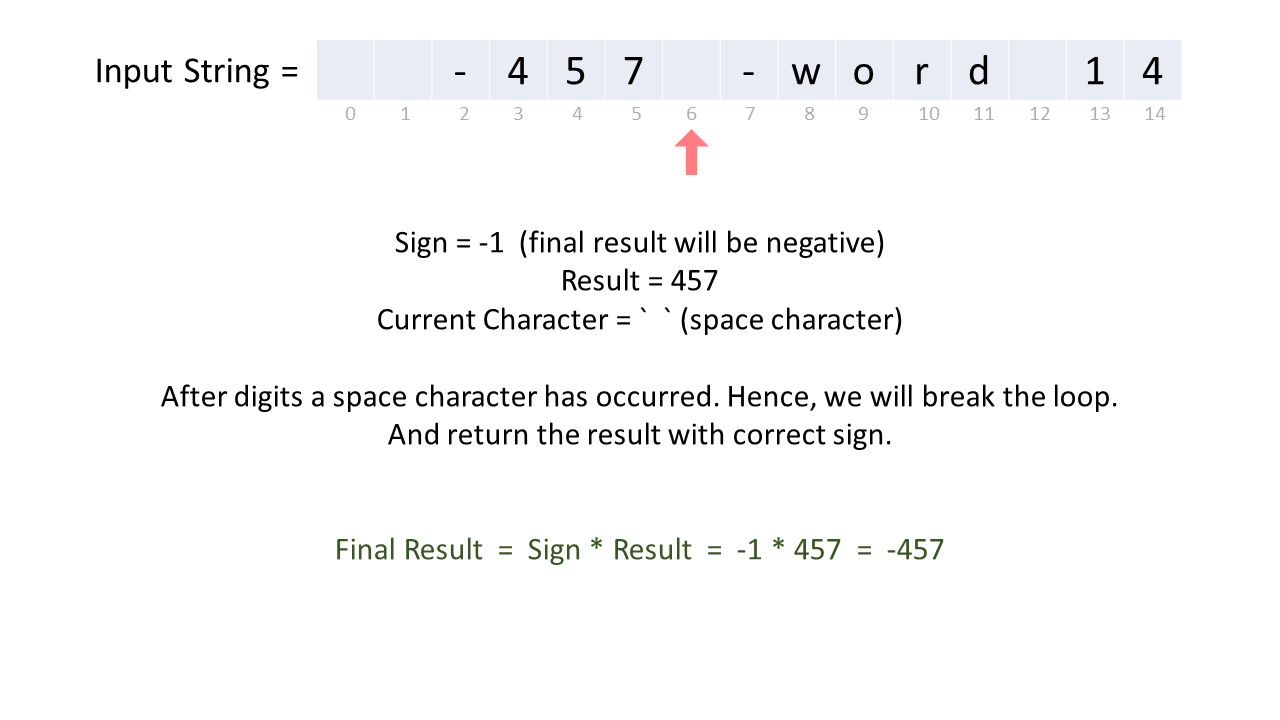 Input String = - 4 5 7 - w o r d 1 4
0 1 2 3 4 5 6 7 8 9 10 11 12 13 14
Sign = -1 (final result will be negative)
Result = 457
Current Character = ` ` (space character)
After digits a space character has occurred. Hence, we will break the loop.
And return the result with correct sign.
Final Result = Sign * Result = -1 * 457 = -457